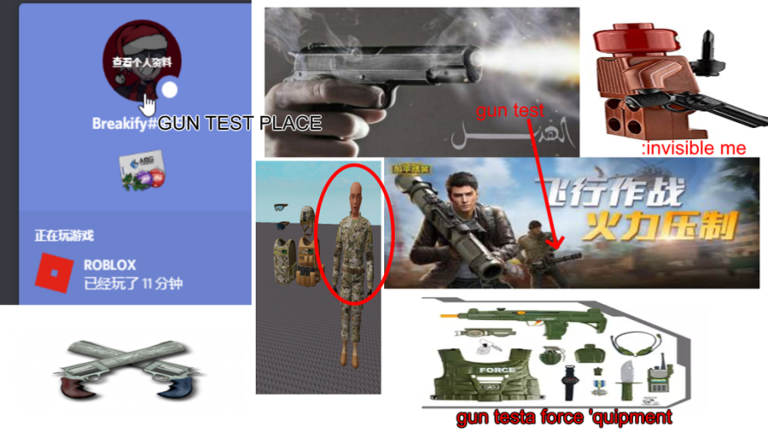 查看个人资料
Breakify#
GUN TEST PLACE
正在玩游戏
ROBLOX
已经玩了 11 分钟
gun test
:invisible me
飞行作战
火力压制
FORCE
gun testa force 'quipment